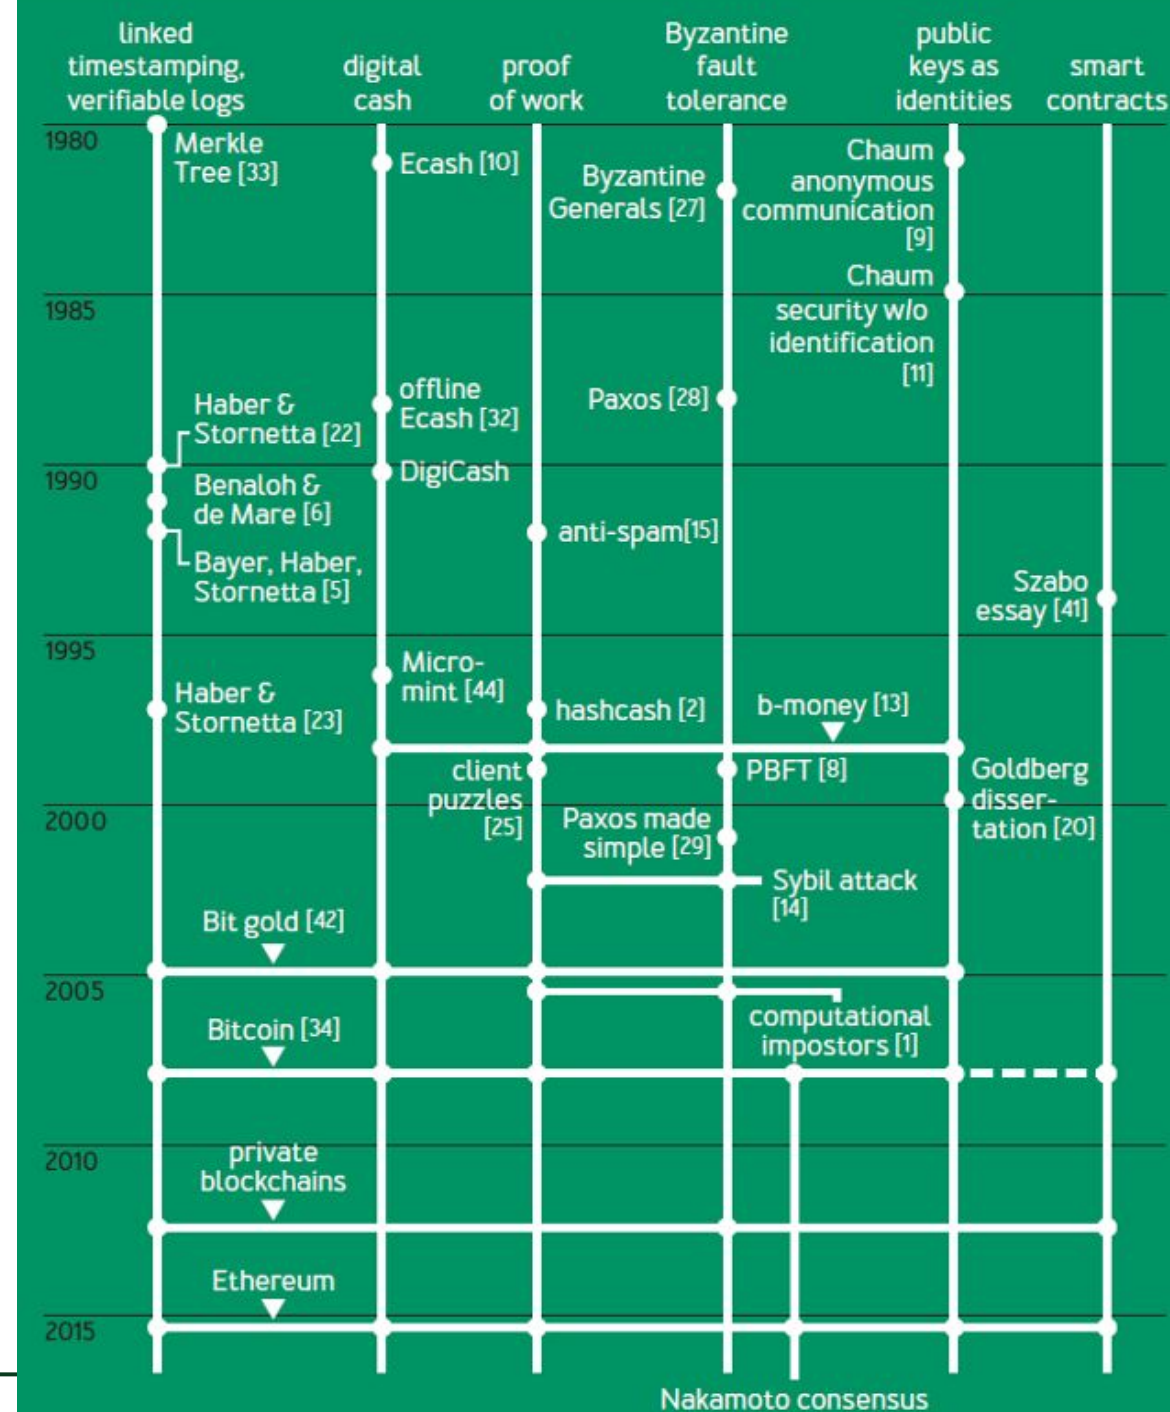 linked
timestamping,
verifiable logs
digital
cash
proof
of work
Byzantine
fault
tolerance
public
keys as
identities
smart
contracts
1980
Merkle
Tree [33]
Ecash [10]
Byzantine
Generals [27]
Chaum
anonymous
communication
[9]
Chaum
security w/o
identification
[11]
1985
offline
Ecash [32]
Paxos [28]
Haber &
Stornetta [22]
1990
DigiCash
Benaloh &
de Mare [6]
anti-spam[15]
Bayer, Haber,
Stornetta [5]
Szabo
essay [41]
1995
Micro-
mint [44]
Haber &
Stornetta [23]
hashcash [2]
b-money [13]
client
puzzles
[25]
PBFT [8]
Goldberg
disser-
tation [20]
2000
Paxos made
simple [29]
Sybil attack
[14]
Bit gold [42]
2005
computational
impostors [1]
Bitcoin [34]
2010
private
blockchains
Ethereum
2015
Nakamoto consensus